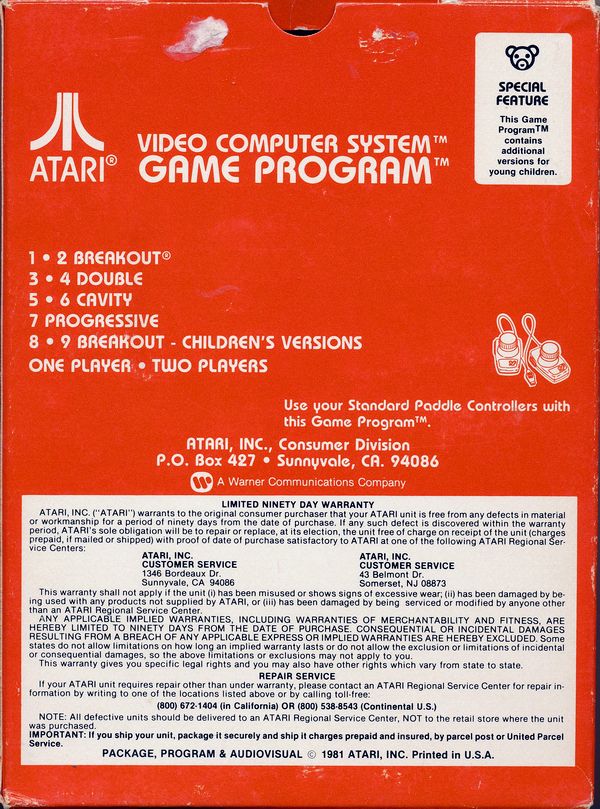 SPECIAL
FEATURE
This Game
Program™
contains
additional
versions for
young children.
ATARI®
VIDEO COMPUTER SYSTEM™
GAME PROGRAM™
1 • 2 BREAKOUT®
3 • 4 DOUBLE
5 • 6 CAVITY
7 PROGRESSIVE
8 • 9 BREAKOUT - CHILDREN'S VERSIONS
ONE PLAYER • TWO PLAYERS
Use your Standard Paddle Controllers with
this Game Program™.
ATARI, INC., Consumer Division
P.O. Box 427 • Sunnyvale, CA. 94086
A Warner Communications Company
LIMITED NINETY DAY WARRANTY
ATARI, INC. ("ATARI") warrants to the original consumer purchaser that your ATARI unit is free from any defects in material
or workmanship for a period of ninety days from the date of purchase. If any such defect is discovered within the warranty
period, ATARI's sole obligation will be to repair or replace, at its election, the unit free of charge on receipt of the unit (charges
prepaid, if mailed or shipped) with proof of date of purchase satisfactory to ATARI at one of the following ATARI Regional Ser-
vice Centers:
ATARI, INC.
CUSTOMER SERVICE
1346 Bordeaux Dr.
Sunnyvale, CA 94086
ATARI, INC.
CUSTOMER SERVICE
43 Belmont Dr.
Somerset, NJ 08873
This warranty shall not apply if the unit (i) has been misused or shows signs of excessive wear; (ii) has been damaged by be-
ing used with any products not supplied by ATARI, or (iii) has been damaged by being serviced or modified by anyone other
than an ATARI Regional Service Center.
ANY APPLICABLE IMPLIED WARRANTIES, INCLUDING WARRANTIES OF MERCHANTABILITY AND FITNESS, ARE
HEREBY LIMITED TO NINETY DAYS FROM THE DATE OF PURCHASE. CONSEQUENTIAL OR INCIDENTAL DAMAGES
RESULTING FROM A BREACH OF ANY APPLICABLE EXPRESS OR IMPLIED WARRANTIES ARE HEREBY EXCLUDED. Some
states do not allow limitations on how long an implied warranty lasts or do not allow the exclusion or limitations of incidental
or consequential damages, so the above limitations or exclusions may not apply to you.
This warranty gives you specific legal rights and you may also have other rights which vary from state to state.
REPAIR SERVICE
If your ATARI unit requires repair other than under warranty, please contact an ATARI Regional Service Center for repair in-
formation by writing to one of the locations listed above or by calling toll-free:
(800) 672-1404 (in California) OR (800) 538-8543 (Continental U.S.)
NOTE: All defective units should be delivered to an ATARI Regional Service Center, NOT to the retail store where the unit
was purchased.
IMPORTANT: If you ship your unit, package it securely and ship it charges prepaid and insured, by parcel post or United Parcel
Service.
PACKAGE, PROGRAM & AUDIOVISUAL © 1981 ATARI, INC. Printed in U.S.A.